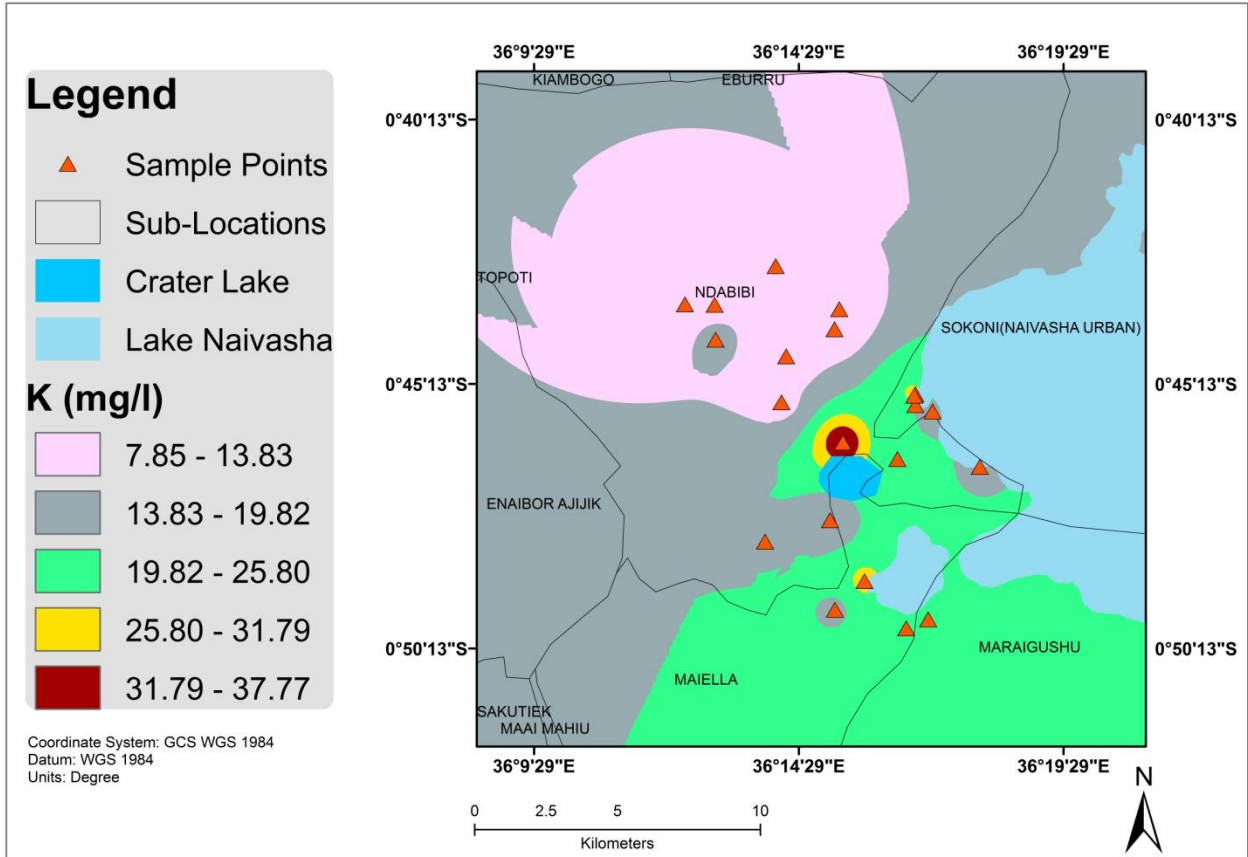 Legend
Sample Points
Sub-Locations
Crater Lake
Lake Naivasha
K (mg/l)
7.85 - 13.83
13.83 - 19.82
19.82 - 25.80
25.80 - 31.79
31.79 - 37.77
Coordinate System: GCS WGS 1984
Datum: WGS 1984
Units: Degree
36°9'29"E 36°14'29"E 36°19'29"E
KIAMBOGO EBURRU
0°40'13"S 0°40'13"S
TOPOTI
NDABIBI
SOKONI(NAIVASHA URBAN)
0°45'13"S 0°45'13"S
ENAIBOR AJIJIK
0°50'13"S 0°50'13"S
MARAIGUSHU
MAIELLA
SAKUTIEK
MAAI MAHIU
36°9'29"E 36°14'29"E 36°19'29"E
N
0 2.5 5 10
Kilometers